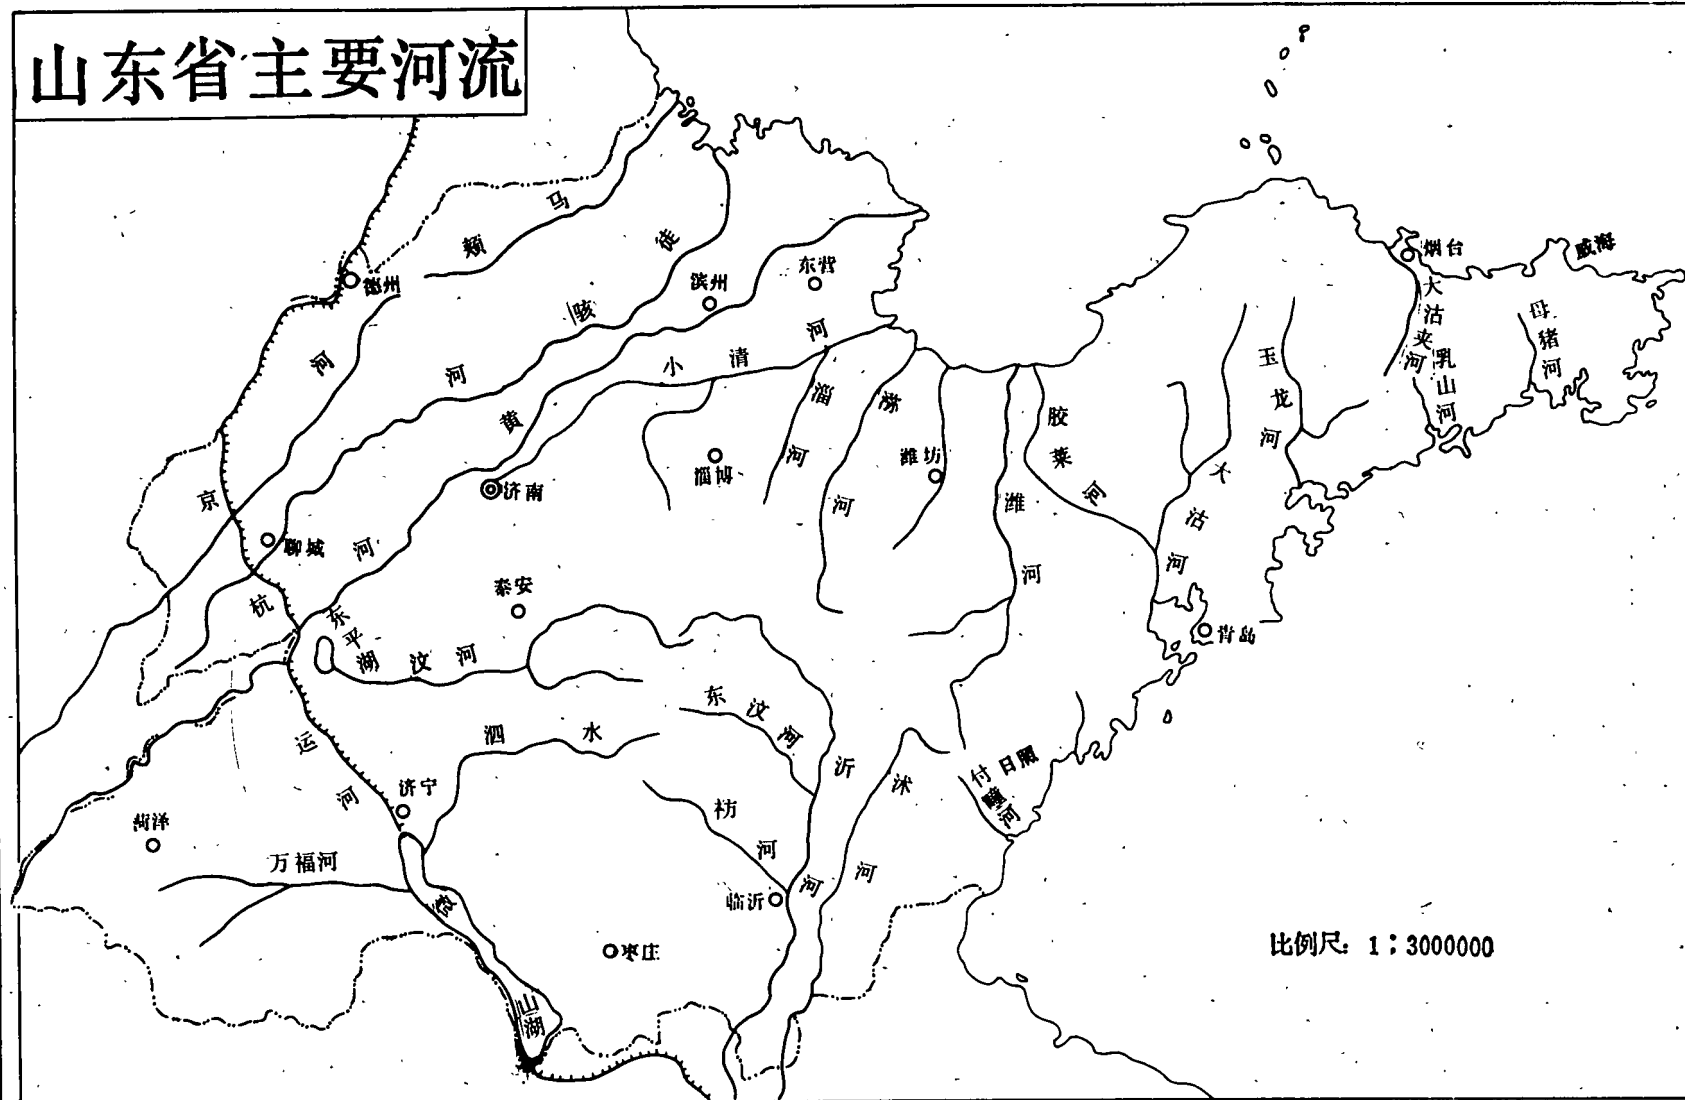 山东省主要河流
马颊河
徒骇河
德州
滨州
东营
烟台
威海
大沽夹河
母猪河
乳山河
玉龙河
小清河
黄河
淄河
弥河
胶莱河
潍坊
淄博
济南
潍河
大沽河
京杭运河
聊城
泰安
东平湖
汶河
青岛
东汶河
泗水
沂河
沭河
日照
付疃河
济宁
菏泽
祊河
万福河
临沂
微山湖
枣庄
比例尺: 1:3000000